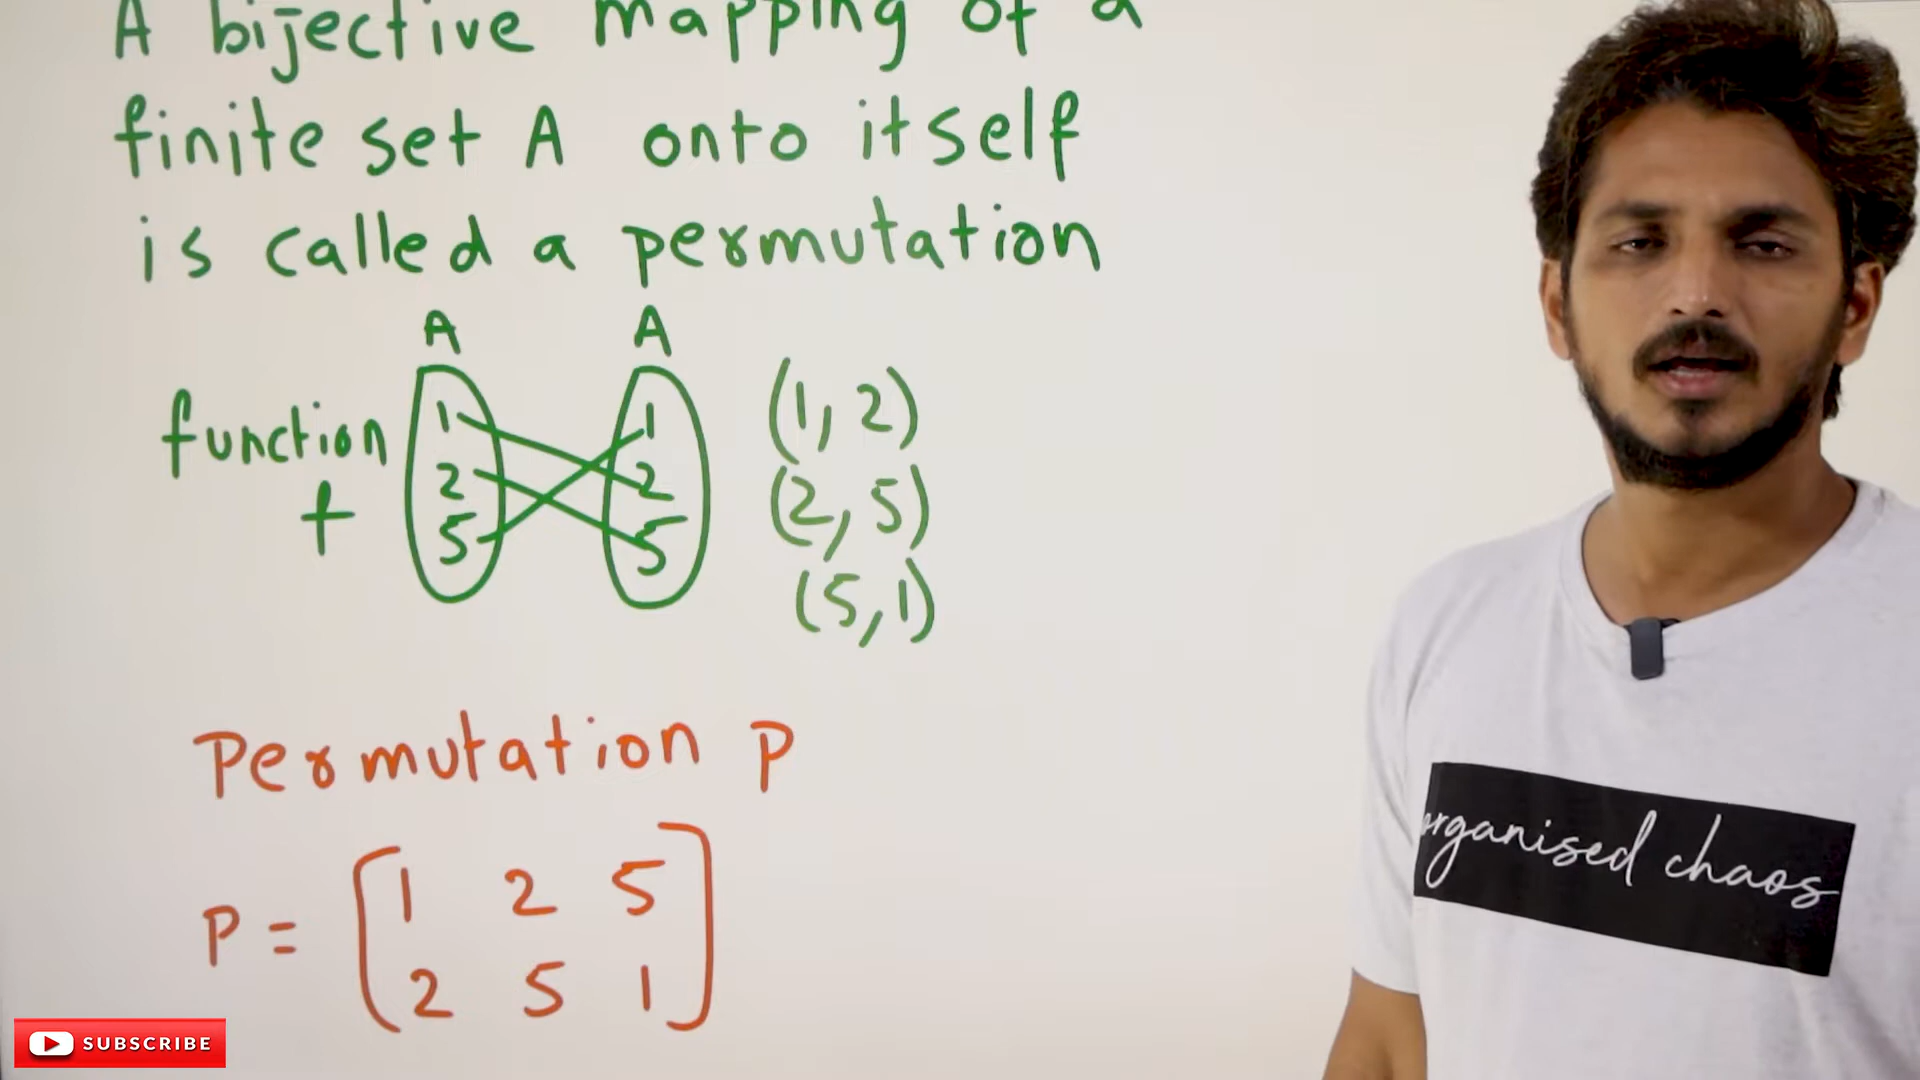 A bijective mapping of a
finite set A onto itself
is called a permutation
A A
function
f
1 1
2 2
5 5
(1, 2)
(2, 5)
(5, 1)
Permutation P
P = [1 2 5
2 5 1]
organised chaos
SUBSCRIBE